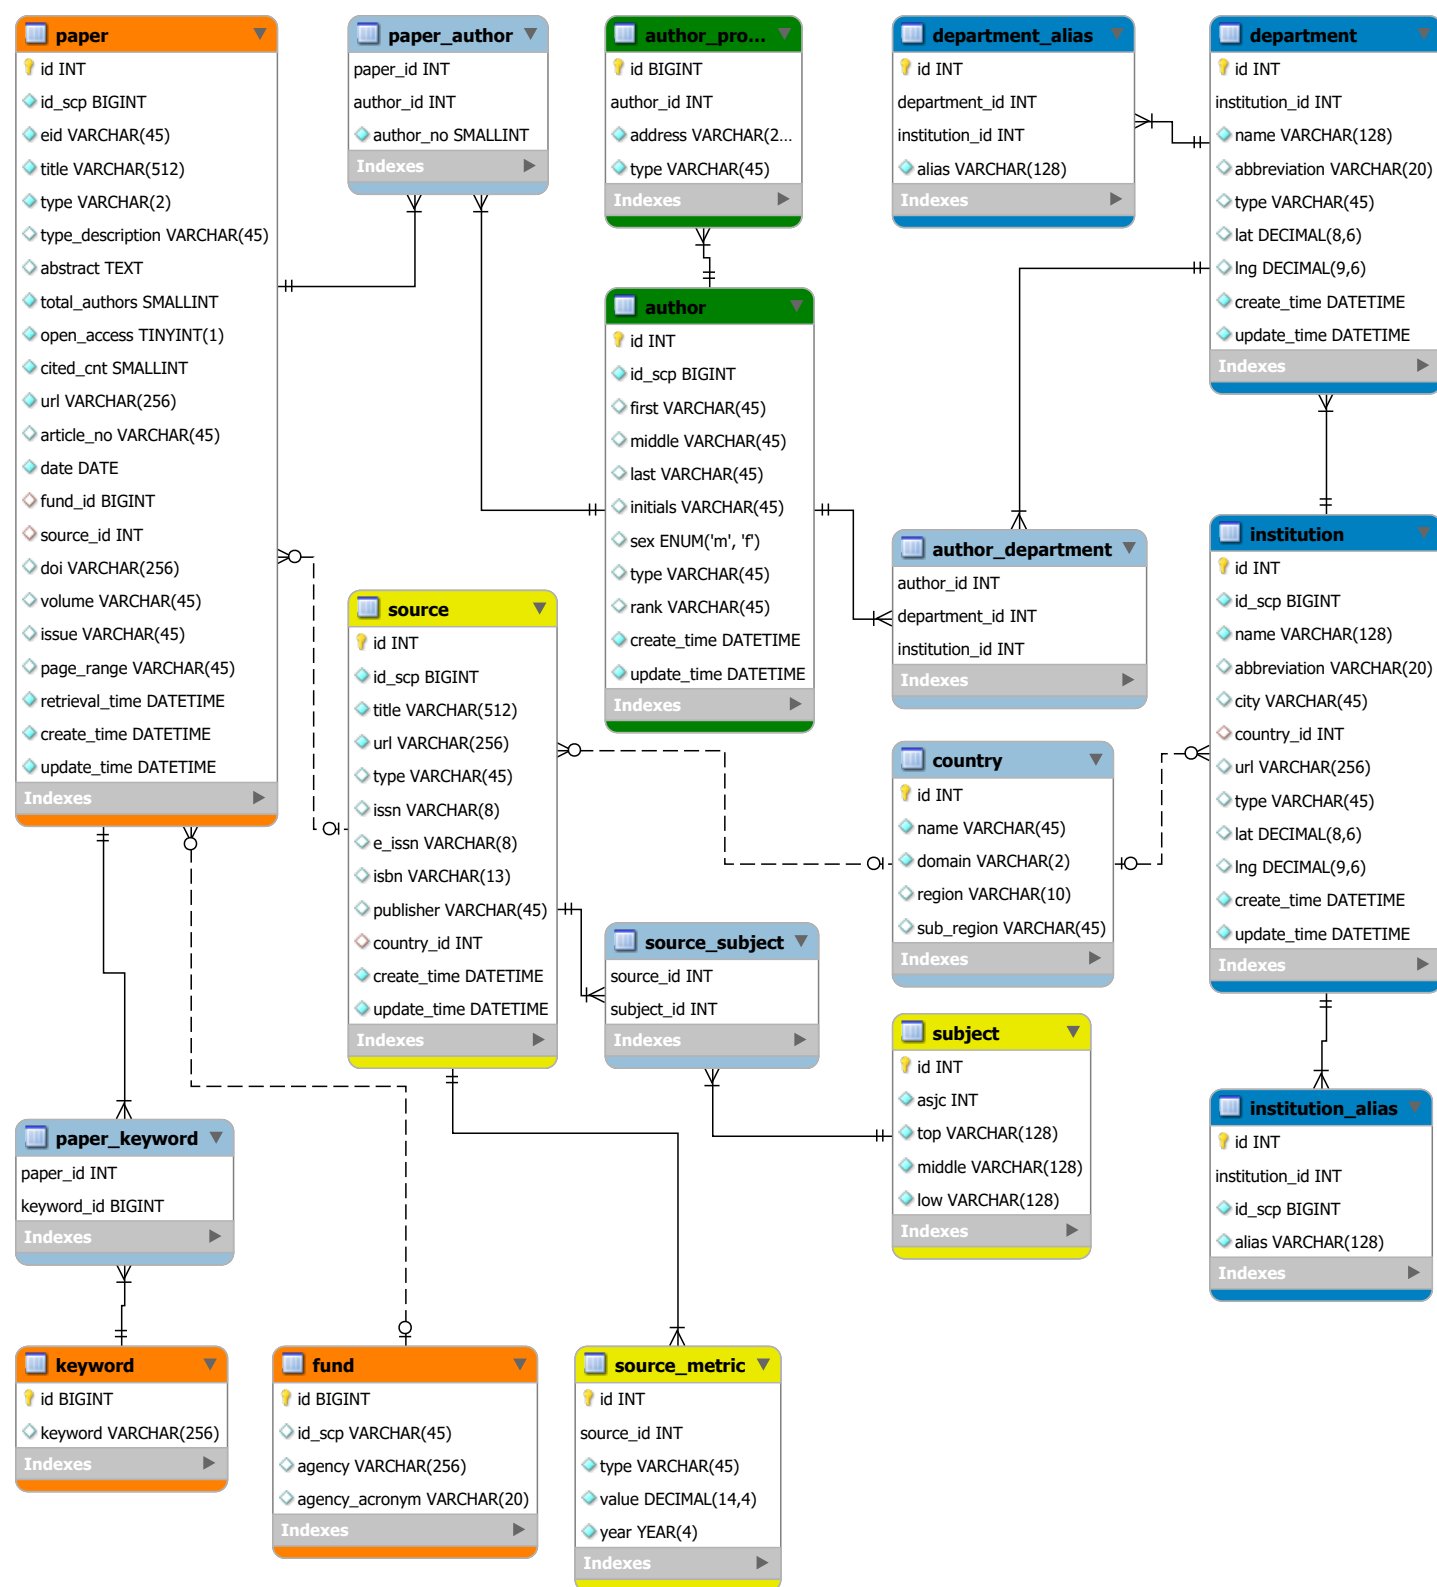 paper
id INT
id_scp BIGINT
eid VARCHAR(45)
title VARCHAR(512)
type VARCHAR(2)
type_description VARCHAR(45)
abstract TEXT
total_authors SMALLINT
open_access TINYINT(1)
cited_cnt SMALLINT
url VARCHAR(256)
article_no VARCHAR(45)
date DATE
fund_id BIGINT
source_id INT
doi VARCHAR(256)
volume VARCHAR(45)
issue VARCHAR(45)
page_range VARCHAR(45)
retrieval_time DATETIME
create_time DATETIME
update_time DATETIME
Indexes
paper_author
paper_id INT
author_id INT
author_no SMALLINT
Indexes
author_pro...
id BIGINT
author_id INT
address VARCHAR(2...
type VARCHAR(45)
Indexes
department_alias
id INT
department_id INT
institution_id INT
alias VARCHAR(128)
Indexes
department
id INT
institution_id INT
name VARCHAR(128)
abbreviation VARCHAR(20)
type VARCHAR(45)
lat DECIMAL(8,6)
lng DECIMAL(9,6)
create_time DATETIME
update_time DATETIME
Indexes
author
id INT
id_scp BIGINT
first VARCHAR(45)
middle VARCHAR(45)
last VARCHAR(45)
initials VARCHAR(45)
sex ENUM('m', 'f')
type VARCHAR(45)
rank VARCHAR(45)
create_time DATETIME
update_time DATETIME
Indexes
author_department
author_id INT
department_id INT
institution_id INT
Indexes
institution
id INT
id_scp BIGINT
name VARCHAR(128)
abbreviation VARCHAR(20)
city VARCHAR(45)
country_id INT
url VARCHAR(256)
type VARCHAR(45)
lat DECIMAL(8,6)
lng DECIMAL(9,6)
create_time DATETIME
update_time DATETIME
Indexes
source
id INT
id_scp BIGINT
title VARCHAR(512)
url VARCHAR(256)
type VARCHAR(45)
issn VARCHAR(8)
e_issn VARCHAR(8)
isbn VARCHAR(13)
publisher VARCHAR(45)
country_id INT
create_time DATETIME
update_time DATETIME
Indexes
country
id INT
name VARCHAR(45)
domain VARCHAR(2)
region VARCHAR(10)
sub_region VARCHAR(45)
Indexes
source_subject
source_id INT
subject_id INT
Indexes
subject
id INT
asjc INT
top VARCHAR(128)
middle VARCHAR(128)
low VARCHAR(128)
Indexes
institution_alias
id INT
institution_id INT
id_scp BIGINT
alias VARCHAR(128)
Indexes
paper_keyword
paper_id INT
keyword_id BIGINT
Indexes
keyword
id BIGINT
keyword VARCHAR(256)
Indexes
fund
id BIGINT
id_scp VARCHAR(45)
agency VARCHAR(256)
agency_acronym VARCHAR(20)
Indexes
source_metric
id INT
source_id INT
type VARCHAR(45)
value DECIMAL(14,4)
year YEAR(4)
Indexes